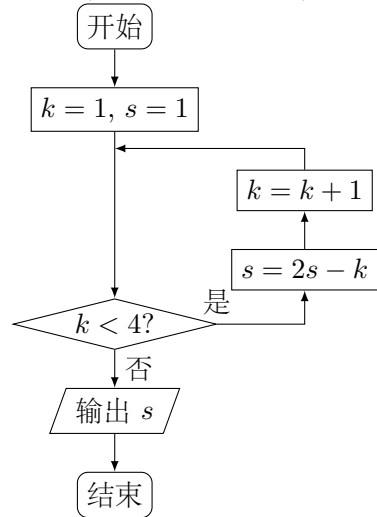 开始
k = 1, s = 1
k = k + 1
s = 2s − k
是
k < 4?
否
输出 s
结束